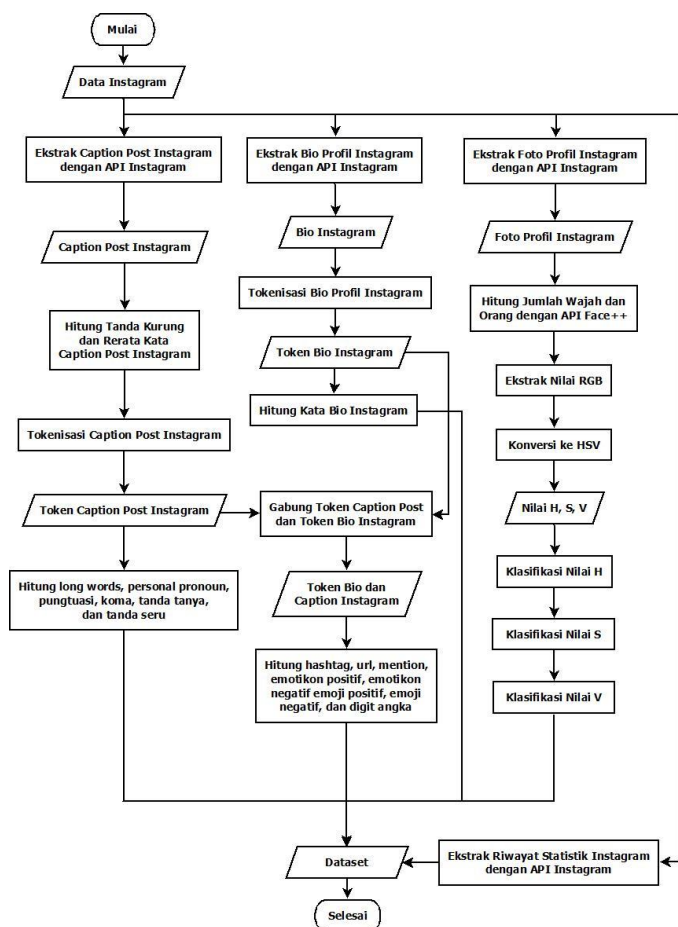 Mulai
Data Instagram
Ekstrak Caption Post Instagram
dengan API Instagram
Caption Post Instagram
Hitung Tanda Kurung
dan Rerata Kata
Caption Post Instagram
Tokenisasi Caption Post Instagram
Token Caption Post Instagram
Hitung long words, personal pronoun,
pungtuasi, koma, tanda tanya,
dan tanda seru
Ekstrak Bio Profil Instagram
dengan API Instagram
Bio Instagram
Tokenisasi Bio Profil Instagram
Token Bio Instagram
Hitung Kata Bio Instagram
Gabung Token Caption Post
dan Token Bio Instagram
Token Bio dan
Caption Instagram
Hitung hashtag, url, mention,
emotikon positif, emotikon
negatif emoji positif, emoji
negatif, dan digit angka
Ekstrak Foto Profil Instagram
dengan API Instagram
Foto Profil Instagram
Hitung Jumlah Wajah dan
Orang dengan API Face++
Ekstrak Nilai RGB
Konversi ke HSV
Nilai H, S, V
Klasifikasi Nilai H
Klasifikasi Nilai S
Klasifikasi Nilai V
Ekstrak Riwayat Statistik Instagram
dengan API Instagram
Dataset
Selesai